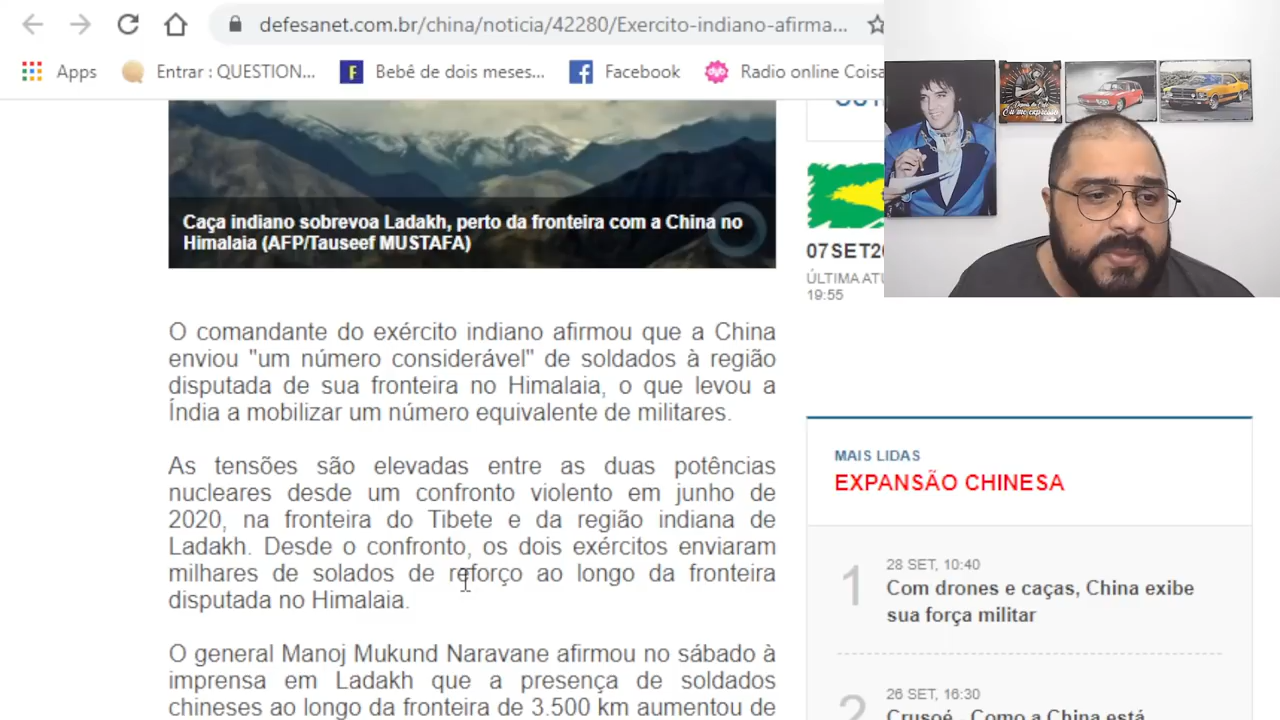 defesanet.com.br/china/noticia/42280/Exercito-indiano-afirma...
Apps
Entrar : QUESTION...
F
Bebê de dois meses...
Facebook
Radio online Coisa
Caça indiano sobrevoa Ladakh, perto da fronteira com a China no
Himalaia (AFP/Tauseef MUSTAFA)
O comandante do exército indiano afirmou que a China
enviou "um número considerável" de soldados à região
disputada de sua fronteira no Himalaia, o que levou a
Índia a mobilizar um número equivalente de militares.
As tensões são elevadas entre as duas potências
nucleares desde um confronto violento em junho de
2020, na fronteira do Tibete e da região indiana de
Ladakh. Desde o confronto, os dois exércitos enviaram
milhares de solados de reforço ao longo da fronteira
disputada no Himalaia.
O general Manoj Mukund Naravane afirmou no sábado à
imprensa em Ladakh que a presença de soldados
chineses ao longo da fronteira de 3.500 km aumentou de
07SET20
ÚLTIMA ATU
19:55
MAIS LIDAS
EXPANSÃO CHINESA
1
28 SET, 10:40
Com drones e caças, China exibe
sua força militar
2
26 SET, 16:30
Crusoé - Como a China está